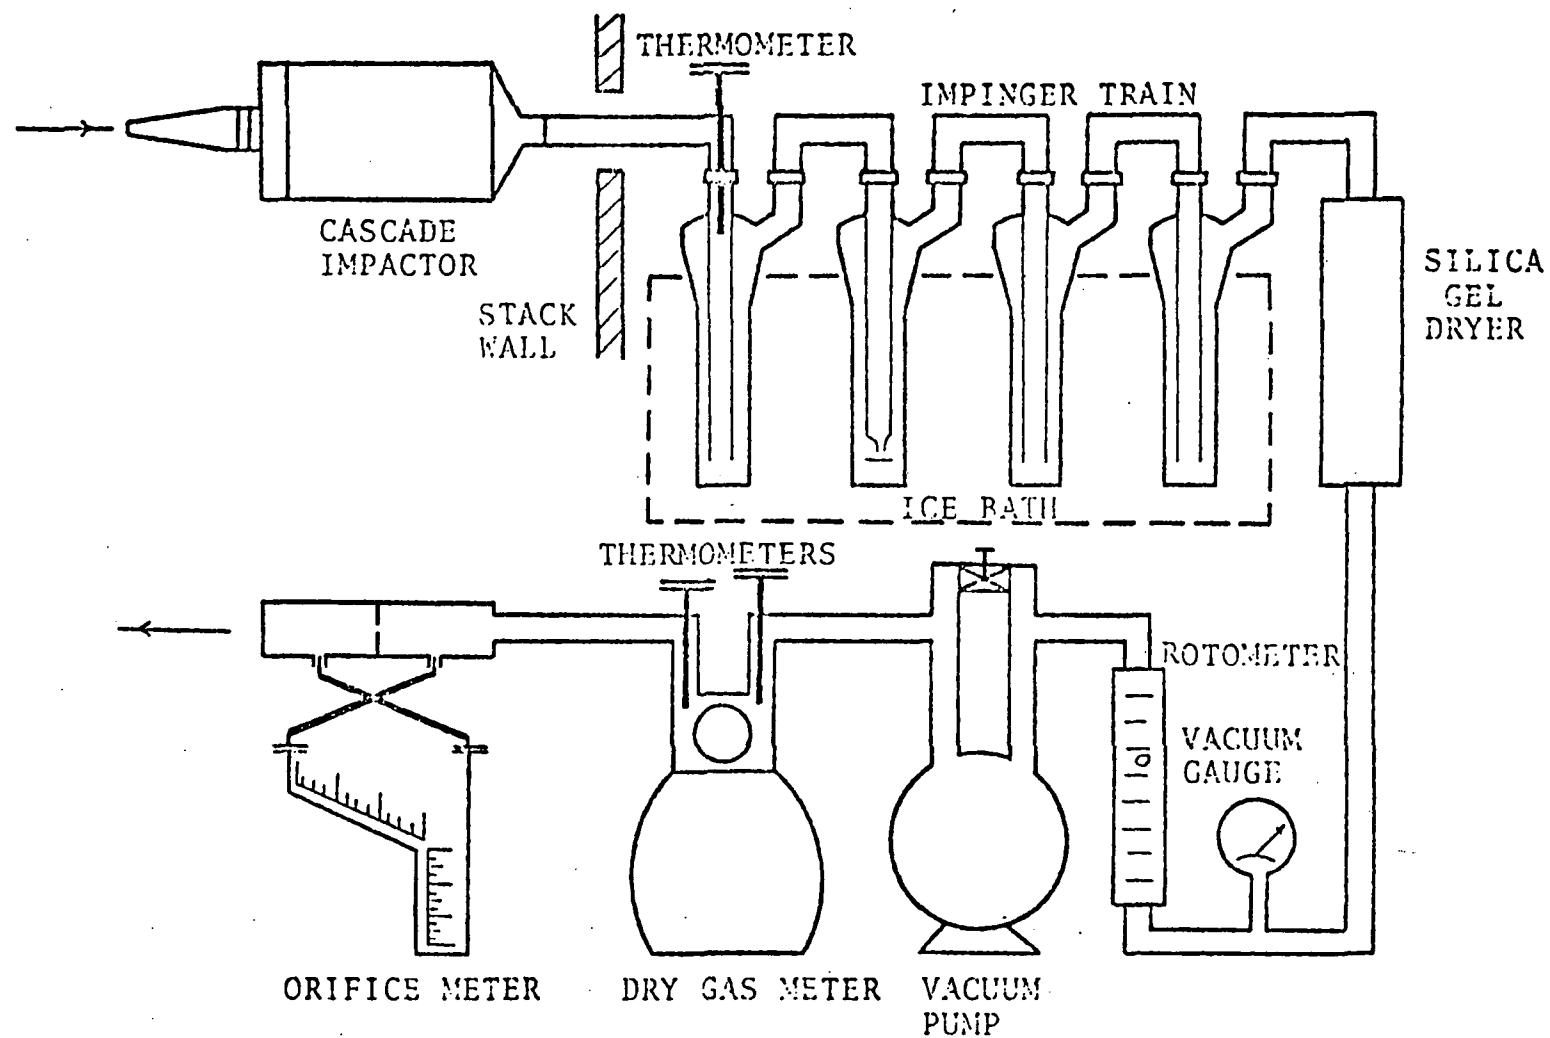 THERMOMETER
IMPINGER TRAIN
CASCADE
IMPACTOR
STACK
WALL
SILICA
GEL
DRYER
ICE BATH
THERMOMETERS
ROTOMETER
VACUUM
GAUGE
ORIFICE METER
DRY GAS METER
VACUUM
PUMP